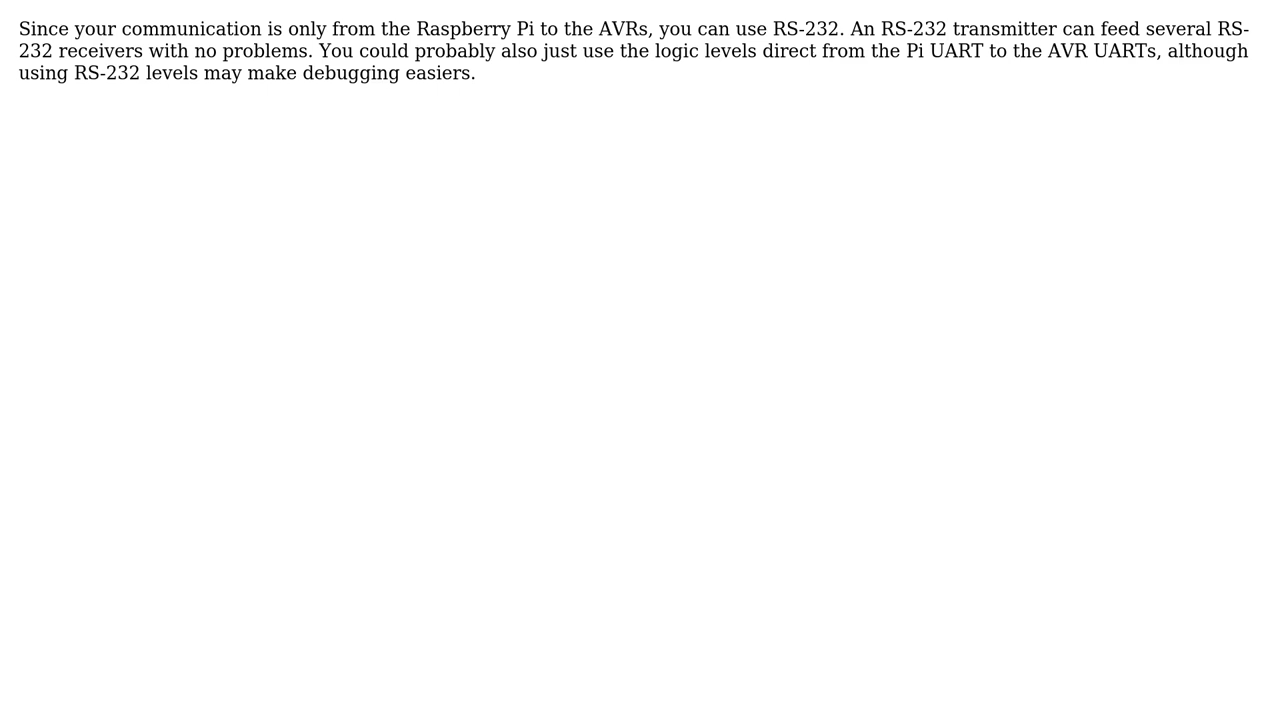 Since your communication is only from the Raspberry Pi to the AVRs, you can use RS-232. An RS-232 transmitter can feed several RS-
232 receivers with no problems. You could probably also just use the logic levels direct from the Pi UART to the AVR UARTs, although
using RS-232 levels may make debugging easiers.